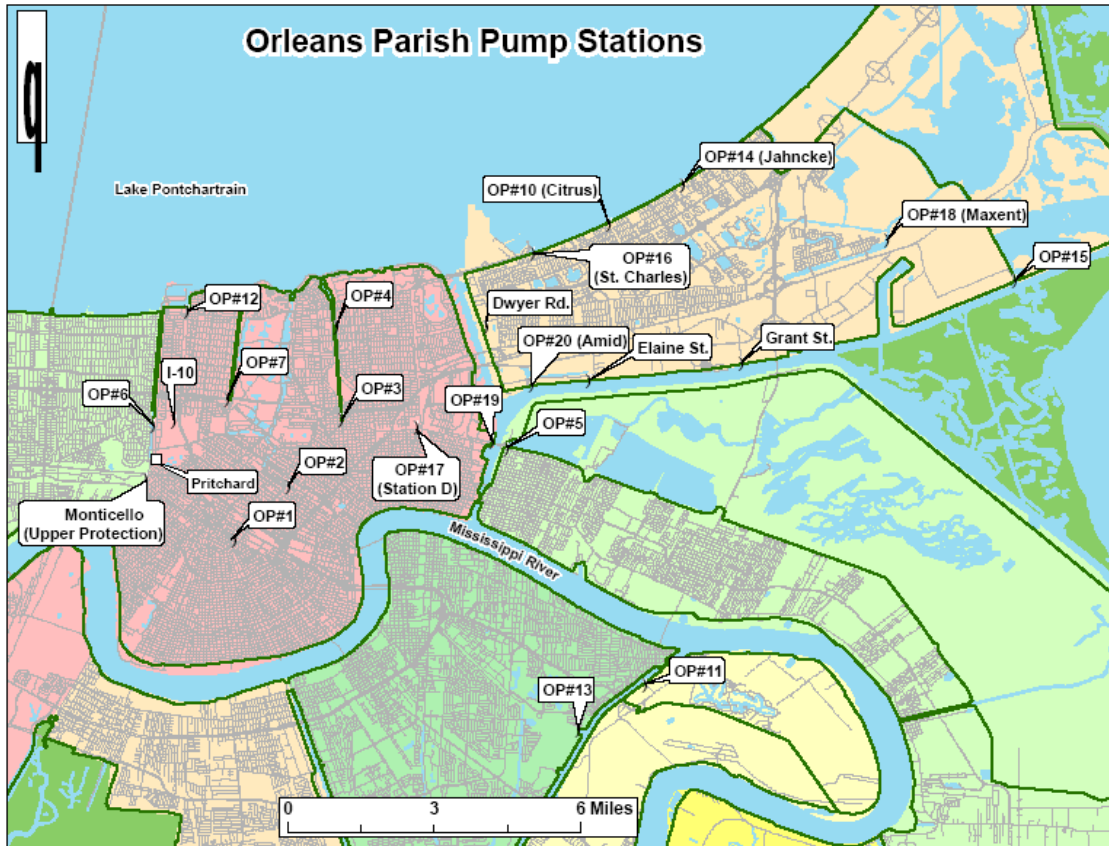 Orleans Parish Pump Stations
q
Lake Pontchartrain
OP#14 (Jahncke)
OP#10 (Citrus)
OP#18 (Maxent)
OP#16
(St. Charles)
OP#15
OP#12
OP#4
Dwyer Rd.
OP#20 (Amid)
Elaine St.
Grant St.
I-10
OP#7
OP#6
OP#3
OP#19
OP#5
OP#2
OP#17
(Station D)
Pritchard
Monticello
(Upper Protection)
OP#1
Mississippi River
OP#11
OP#13
0 3 6 Miles